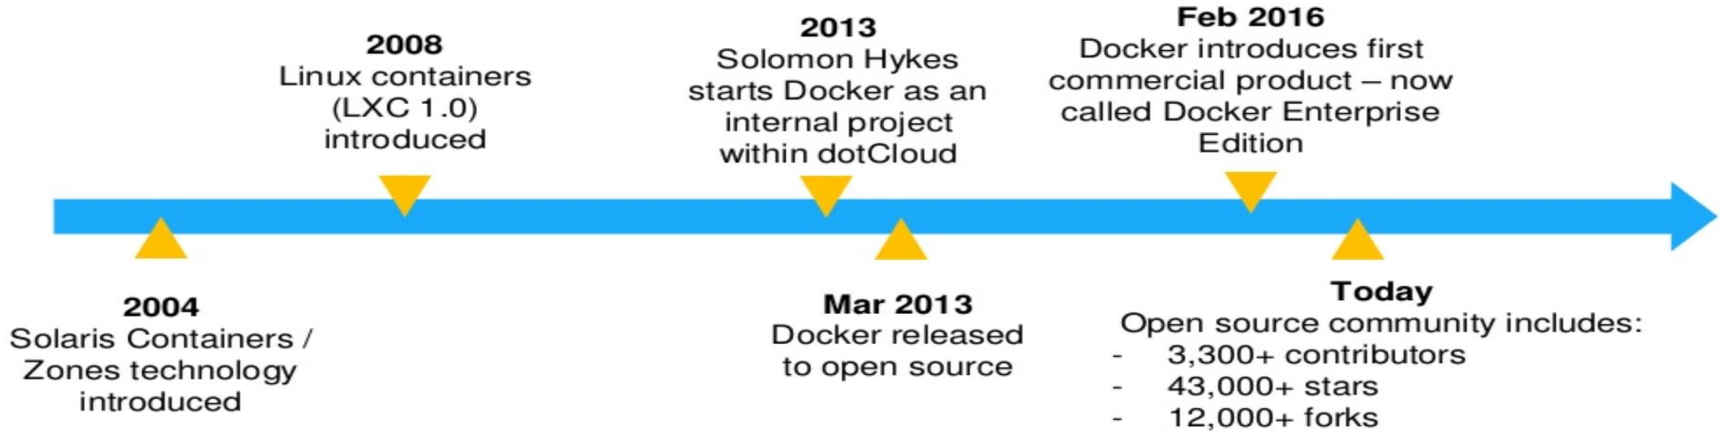 2004
Solaris Containers /
Zones technology
introduced
2008
Linux containers
(LXC 1.0)
introduced
2013
Solomon Hykes
starts Docker as an
internal project
within dotCloud
Mar 2013
Docker released
to open source
Feb 2016
Docker introduces first
commercial product – now
called Docker Enterprise
Edition
Today
Open source community includes:
- 3,300+ contributors
- 43,000+ stars
- 12,000+ forks